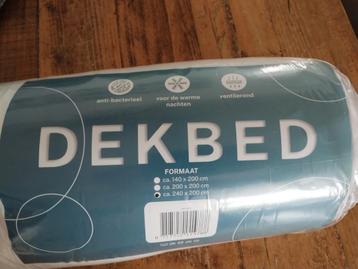 anti-bacterieel
voor de warme
nachten
ventilerend
DEKBED
FORMAAT
ca. 140 x 200 cm
ca. 200 x 200 cm
ca. 240 x 200 cm